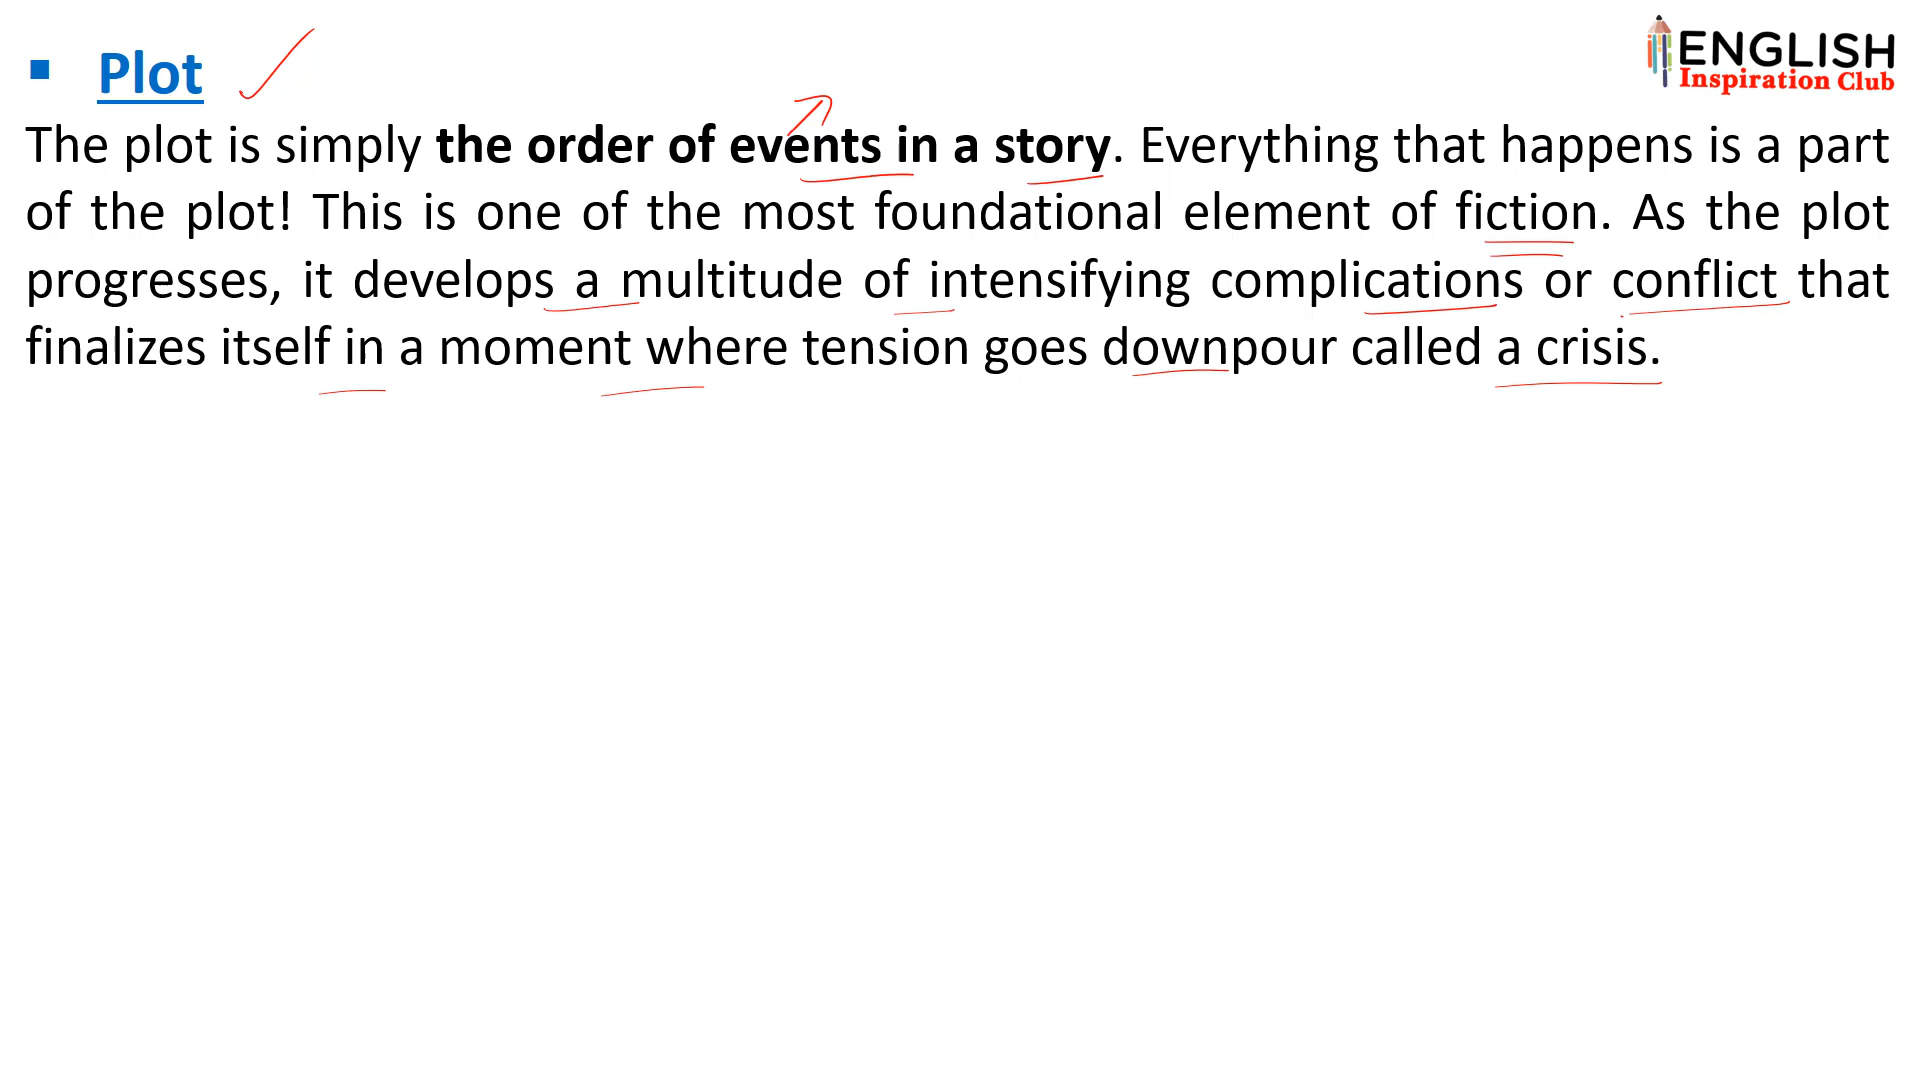 Plot
ENGLISH
Inspiration Club
The plot is simply the order of events in a story. Everything that happens is a part
of the plot! This is one of the most foundational element of fiction. As the plot
progresses, it develops a multitude of intensifying complications or conflict that
finalizes itself in a moment where tension goes downpour called a crisis.